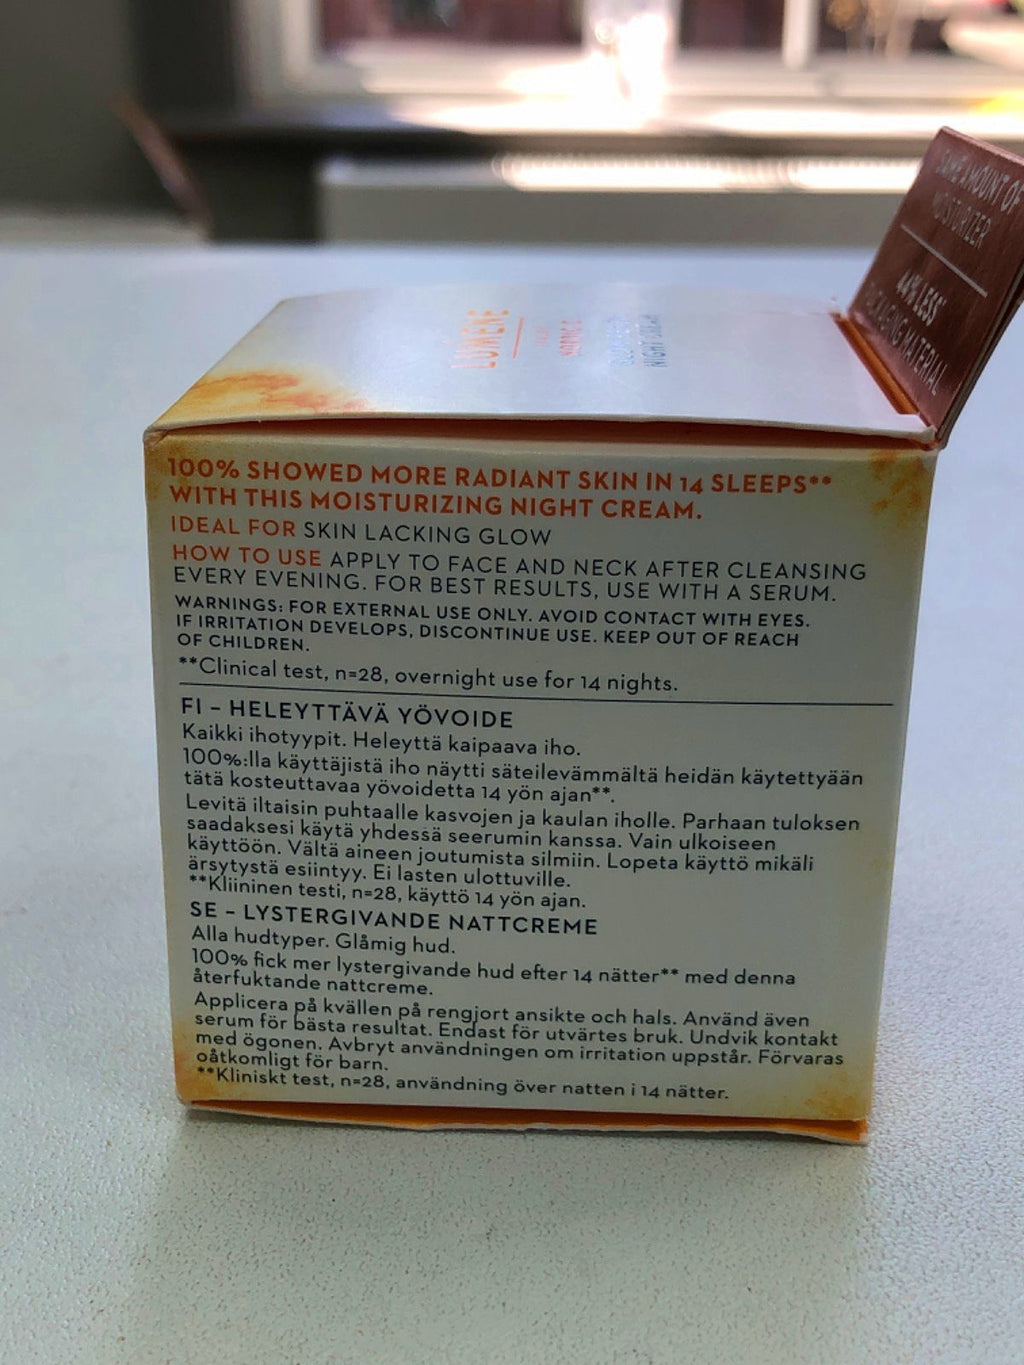 SAME AMOUNT OF
MOISTURIZER
44% LESS
PACKAGING MATERIAL
LUMENE
NORDIC-C
NIGHT CREAM
100% SHOWED MORE RADIANT SKIN IN 14 SLEEPS**
WITH THIS MOISTURIZING NIGHT CREAM.
IDEAL FOR SKIN LACKING GLOW
HOW TO USE APPLY TO FACE AND NECK AFTER CLEANSING
EVERY EVENING. FOR BEST RESULTS, USE WITH A SERUM.
WARNINGS: FOR EXTERNAL USE ONLY. AVOID CONTACT WITH EYES.
IF IRRITATION DEVELOPS, DISCONTINUE USE. KEEP OUT OF REACH
OF CHILDREN.
**Clinical test, n=28, overnight use for 14 nights.
FI – HELEYTTÄVÄ YÖVOIDE
Kaikki ihotyypit. Heleyttä kaipaava iho.
100%:lla käyttäjistä iho näytti säteilevämmältä heidän käytettyään
tätä kosteuttavaa yövoidetta 14 yön ajan**.
Levitä iltaisin puhtaalle kasvojen ja kaulan iholle. Parhaan tuloksen
saadaksesi käytä yhdessä seerumin kanssa. Vain ulkoiseen
käyttöön. Vältä aineen joutumista silmiin. Lopeta käyttö mikäli
ärsytystä esiintyy. Ei lasten ulottuville.
**Kliininen testi, n=28, käyttö 14 yön ajan.
SE – LYSTERGIVANDE NATTCREME
Alla hudtyper. Glåmig hud.
100% fick mer lystergivande hud efter 14 nätter** med denna
återfuktande nattcreme.
Applicera på kvällen på rengjort ansikte och hals. Använd även
serum för bästa resultat. Endast för utvärtes bruk. Undvik kontakt
med ögonen. Avbryt användningen om irritation uppstår. Förvaras
oåtkomligt för barn.
**Kliniskt test, n=28, användning över natten i 14 nätter.